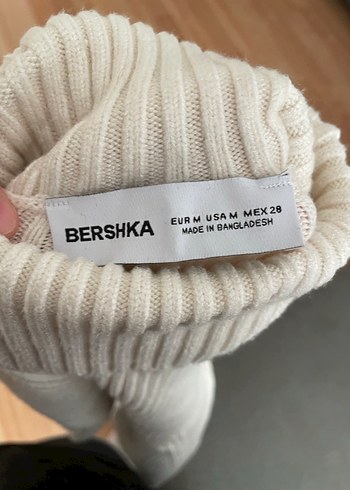 BERSHKA
EUR M USA M MEX 28
MADE IN BANGLADESH